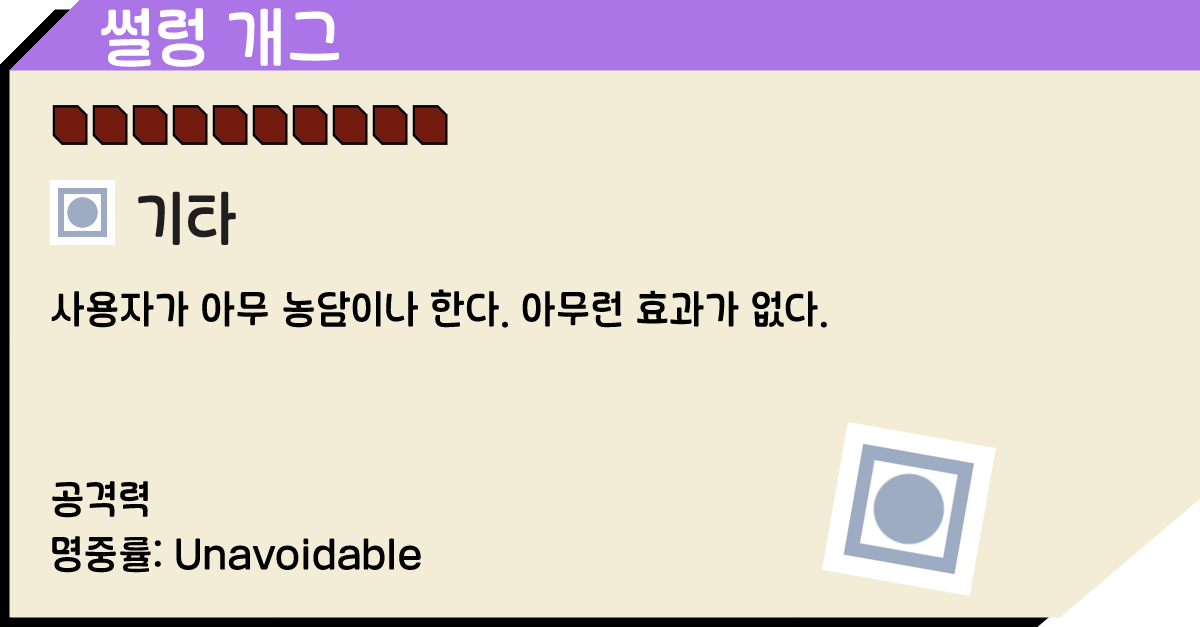 썰렁 개그
기타
사용자가 아무 농담이나 한다. 아무런 효과가 없다.
공격력
명중률: Unavoidable